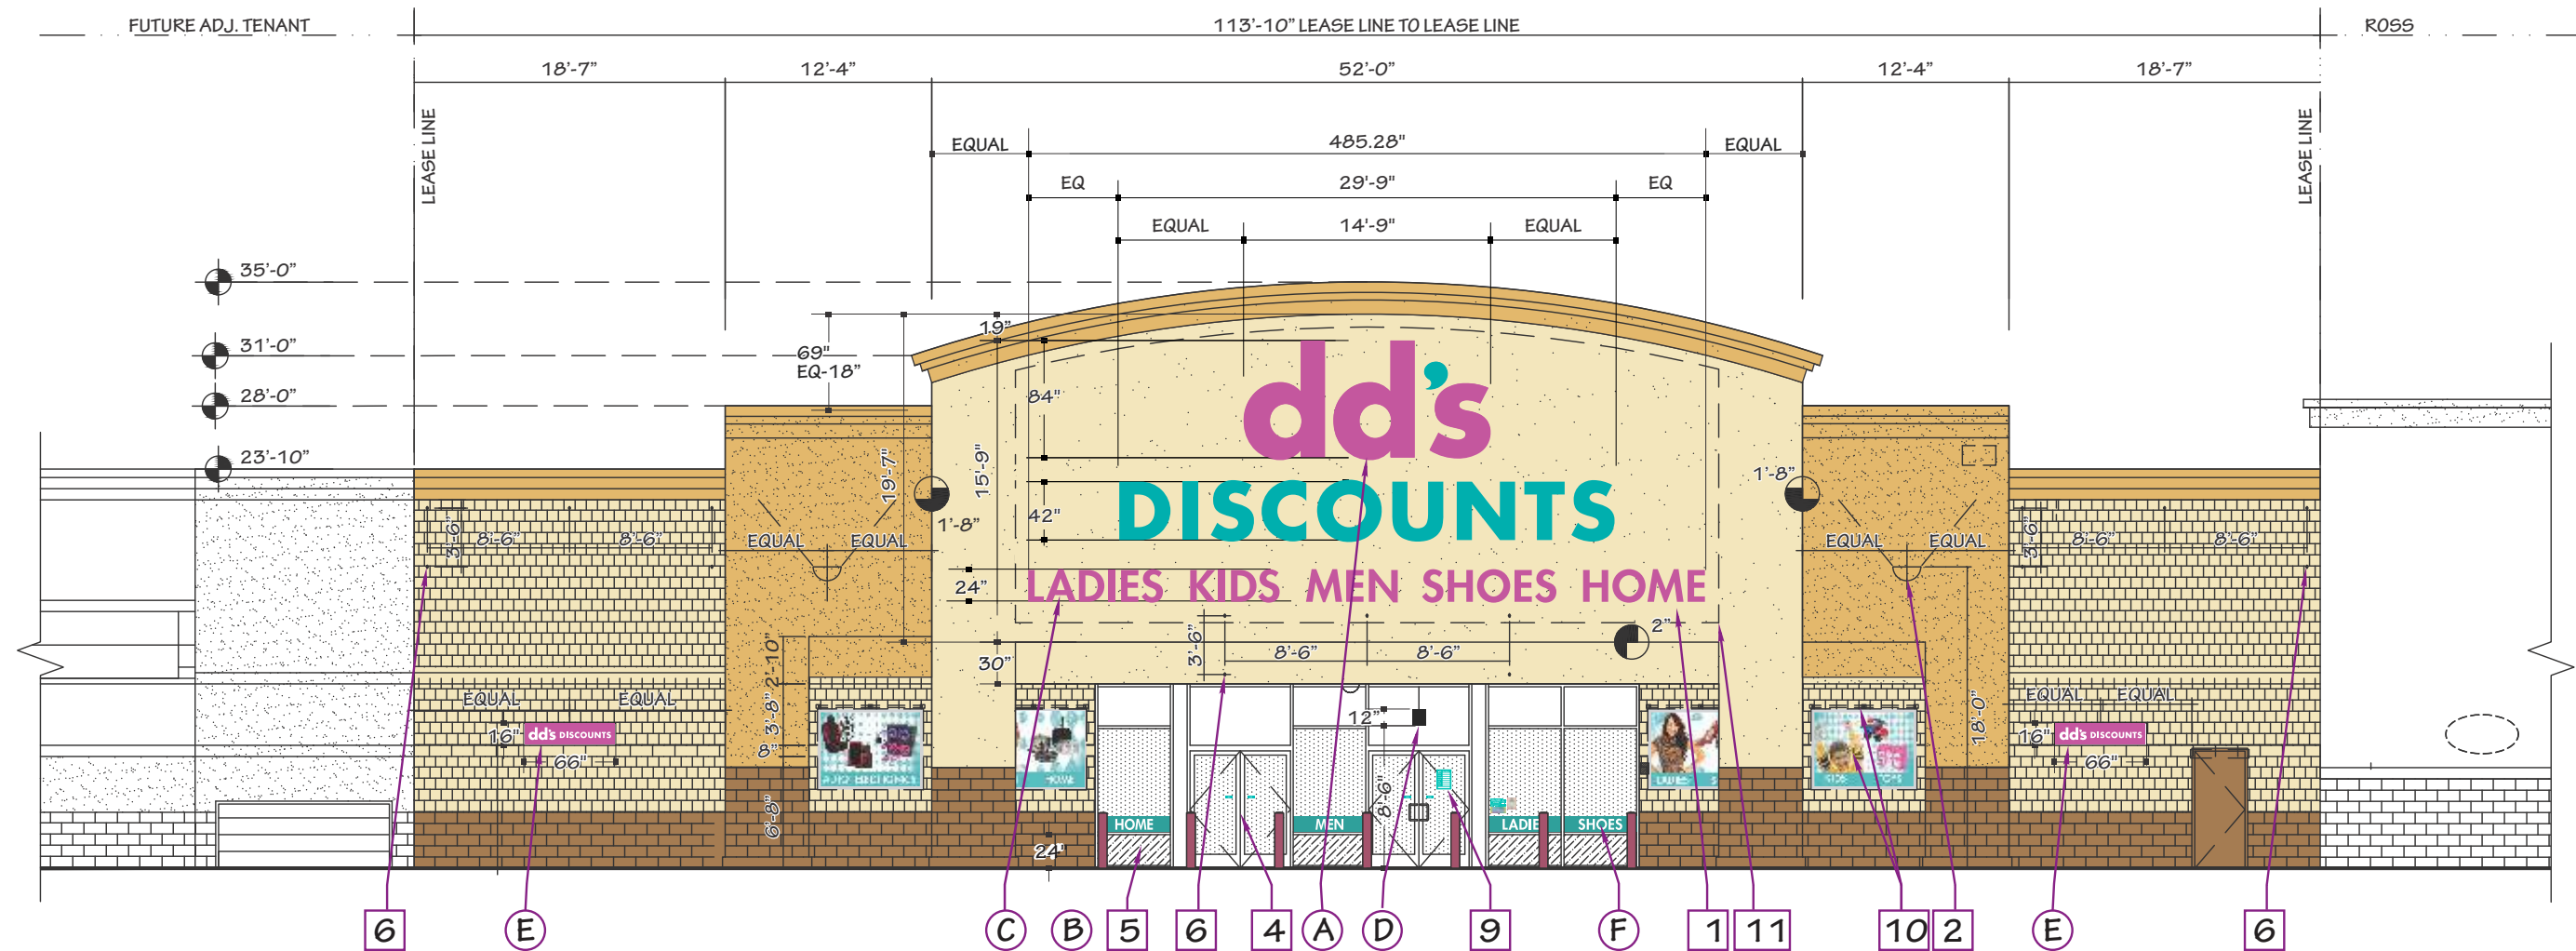 FUTURE ADJ. TENANT
113'-10" LEASE LINE TO LEASE LINE
ROSS
18'-7"
12'-4"
52'-0"
12'-4"
18'-7"
LEASE LINE
LEASE LINE
EQUAL
485.28"
EQUAL
EQ
29'-9"
EQ
EQUAL
14'-9"
EQUAL
35'-0"
31'-0"
28'-0"
23'-10"
19"
69"
EQ-18"
84"
19'-7"
15'-9"
1'-8"
1'-8"
42"
24"
30"
dd's
DISCOUNTS
LADIES KIDS MEN SHOES HOME
3'-6"
8'-6"
8'-6"
EQUAL
EQUAL
EQUAL
EQUAL
3'-6"
8'-6"
8'-6"
3'-6"
8'-6"
8'-6"
2"
EQUAL
EQUAL
2'-10"
3'-8"
8"
6'-8"
16"
dd's DISCOUNTS
66"
12"
8'-6"
18'-0"
EQUAL
EQUAL
16"
dd's DISCOUNTS
66"
HOME
LADIES
HOME
MEN
LADIE
SHOES
24"
6
E
C
B
5
6
4
A
D
9
F
1
11
10
2
E
6